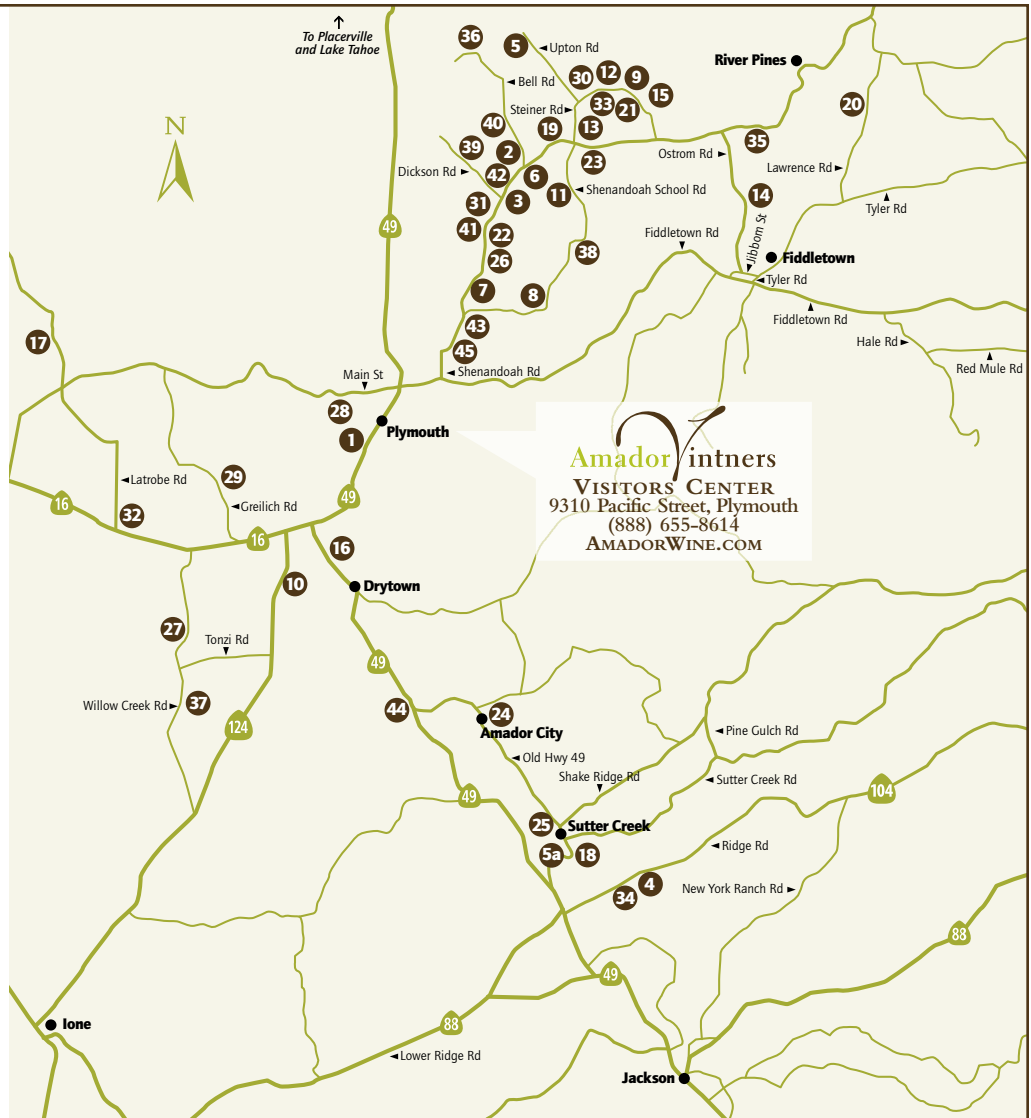 To Placerville
and Lake Tahoe
36
5
Upton Rd
River Pines
Bell Rd
30
12
9
15
20
Steiner Rd
33
21
40
19
13
35
39
2
23
Ostrom Rd
Dickson Rd
42
6
Lawrence Rd
N
31
3
11
Shenandoah School Rd
14
Tyler Rd
49
41
22
Fiddletown Rd
Jibbom St
26
38
Fiddletown
7
8
Tyler Rd
Fiddletown Rd
17
43
Hale Rd
45
Red Mule Rd
Main St
Shenandoah Rd
28
1
Plymouth
Amador Vintners
VISITORS CENTER
9310 Pacific Street, Plymouth
(888) 655-8614
AMADORWINE.COM
29
Latrobe Rd
16
32
Greilich Rd
49
16
16
10
Drytown
27
Tonzi Rd
49
Willow Creek Rd
37
44
24
Amador City
124
Pine Gulch Rd
Old Hwy 49
Shake Ridge Rd
Sutter Creek Rd
49
104
25
Sutter Creek
5a
18
Ridge Rd
34
4
New York Ranch Rd
88
49
Ione
88
Lower Ridge Rd
Jackson